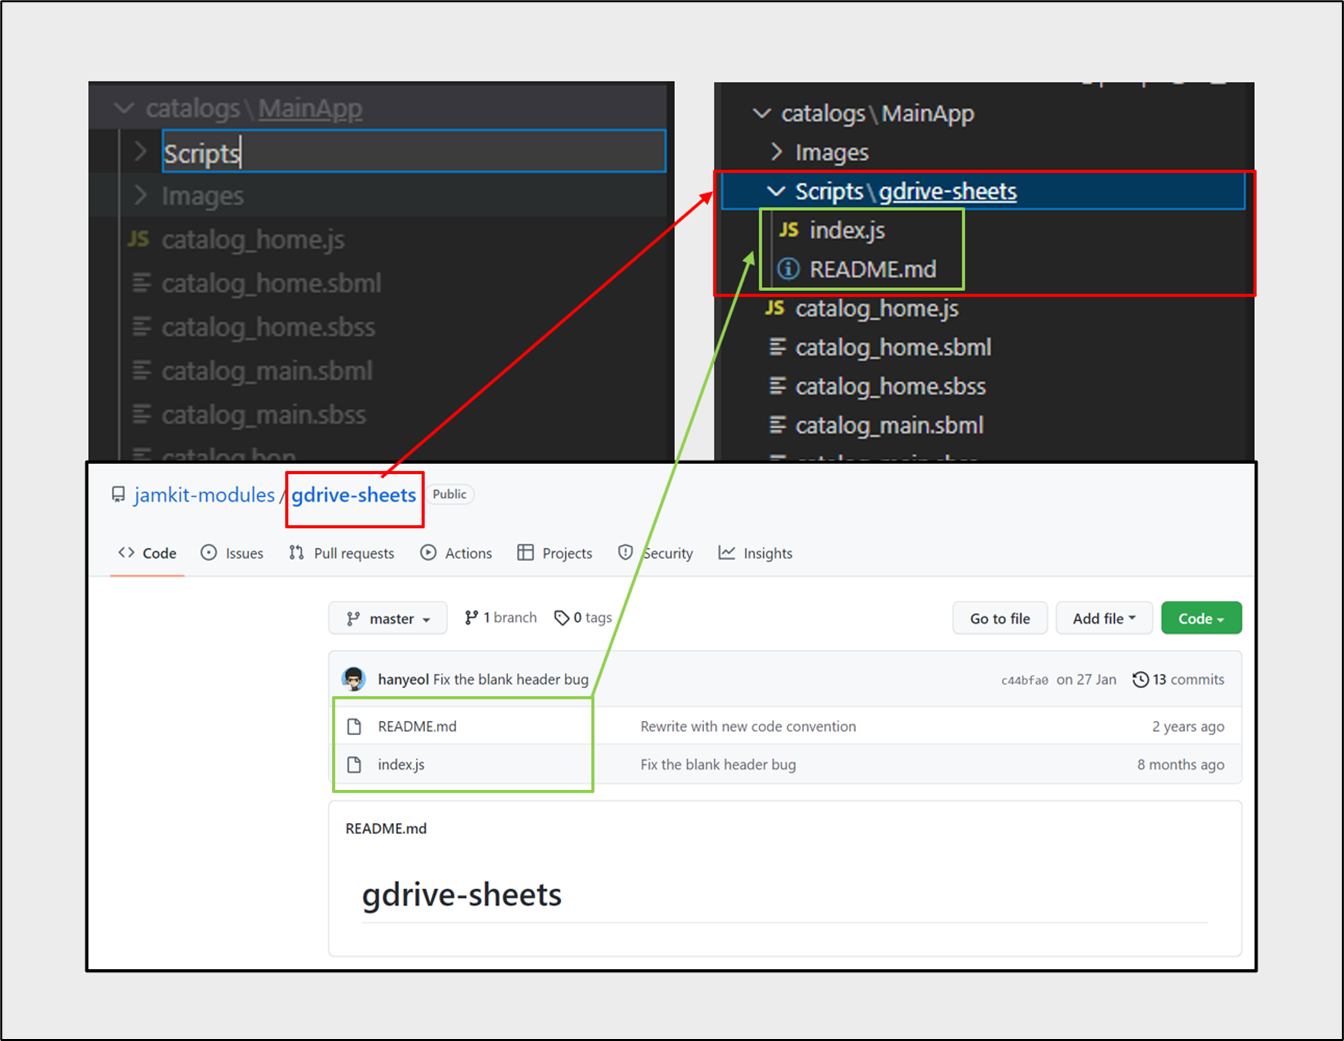 catalogs\MainApp
Scripts
Images
JS catalog_home.js
catalog_home.sbml
catalog_home.sbss
catalog_main.sbml
catalog_main.sbss
catalog.bon
catalogs\MainApp
Images
Scripts\gdrive-sheets
JS index.js
README.md
JS catalog_home.js
catalog_home.sbml
catalog_home.sbss
catalog_main.sbml
jamkit-modules / gdrive-sheets Public
Code Issues Pull requests Actions Projects Security Insights
master 1 branch 0 tags Go to file Add file Code
hanyeol Fix the blank header bug c44bfa0 on 27 Jan 13 commits
README.md Rewrite with new code convention 2 years ago
index.js Fix the blank header bug 8 months ago
README.md
gdrive-sheets